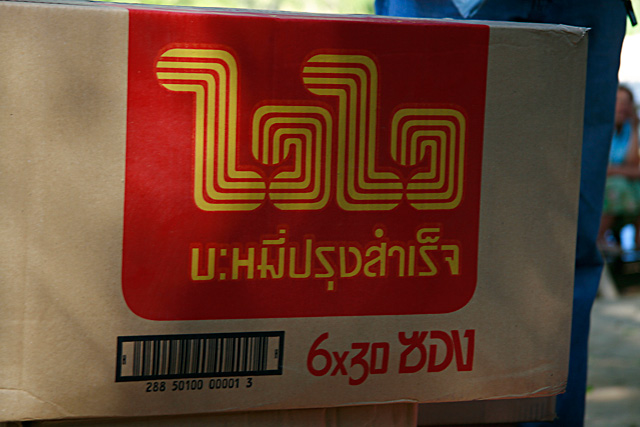 ไวไว
บะหมี่ปรุงสำเร็จ
6x30 ซอง
288 50100 00001 3